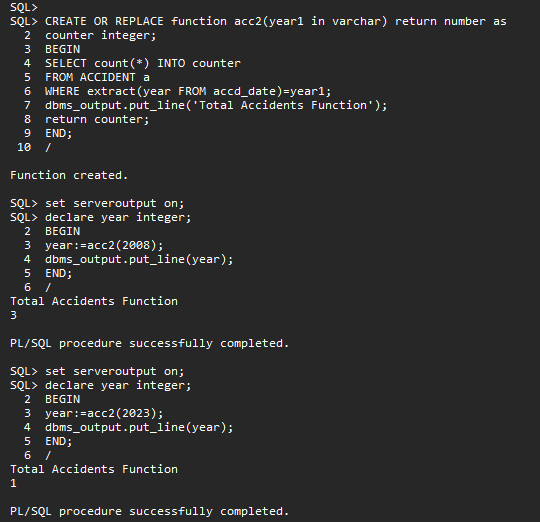 SQL>
SQL> CREATE OR REPLACE function acc2(year1 in varchar) return number as
  2  counter integer;
  3  BEGIN
  4  SELECT count(*) INTO counter
  5  FROM ACCIDENT a
  6  WHERE extract(year FROM accd_date)=year1;
  7  dbms_output.put_line('Total Accidents Function');
  8  return counter;
  9  END;
 10  /
Function created.
SQL> set serveroutput on;
SQL> declare year integer;
  2  BEGIN
  3  year:=acc2(2008);
  4  dbms_output.put_line(year);
  5  END;
  6  /
Total Accidents Function
3
PL/SQL procedure successfully completed.
SQL> set serveroutput on;
SQL> declare year integer;
  2  BEGIN
  3  year:=acc2(2023);
  4  dbms_output.put_line(year);
  5  END;
  6  /
Total Accidents Function
1
PL/SQL procedure successfully completed.